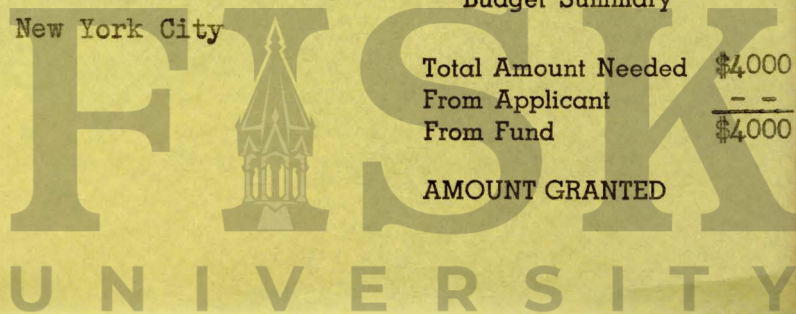 Budget Summary
New York City
Total Amount Needed $4000
From Applicant - -
From Fund $4000
AMOUNT GRANTED
FISK
UNIVERSITY